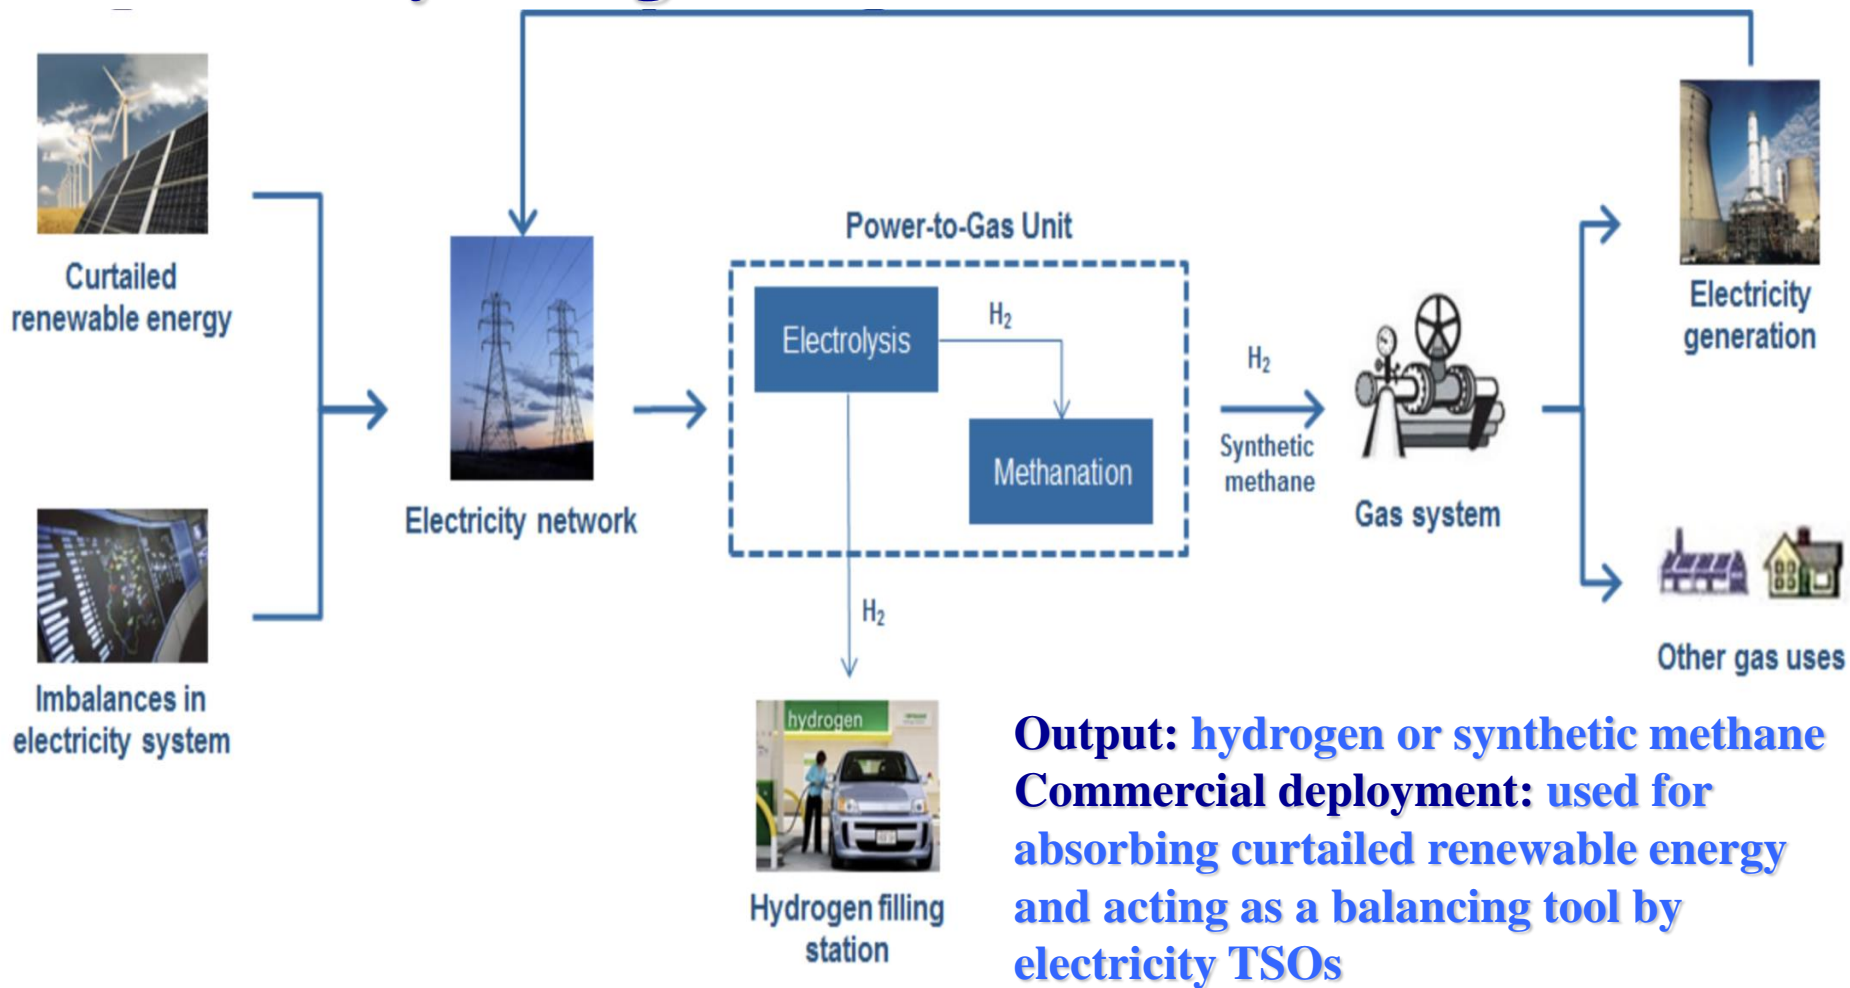 Curtailed
renewable energy
Imbalances in
electricity system
Electricity network
Power-to-Gas Unit
Electrolysis
H₂
Methanation
H₂
hydrogen
Hydrogen filling
station
H₂
Synthetic
methane
Gas system
Electricity
generation
Other gas uses
Output: hydrogen or synthetic methane
Commercial deployment: used for
absorbing curtailed renewable energy
and acting as a balancing tool by
electricity TSOs